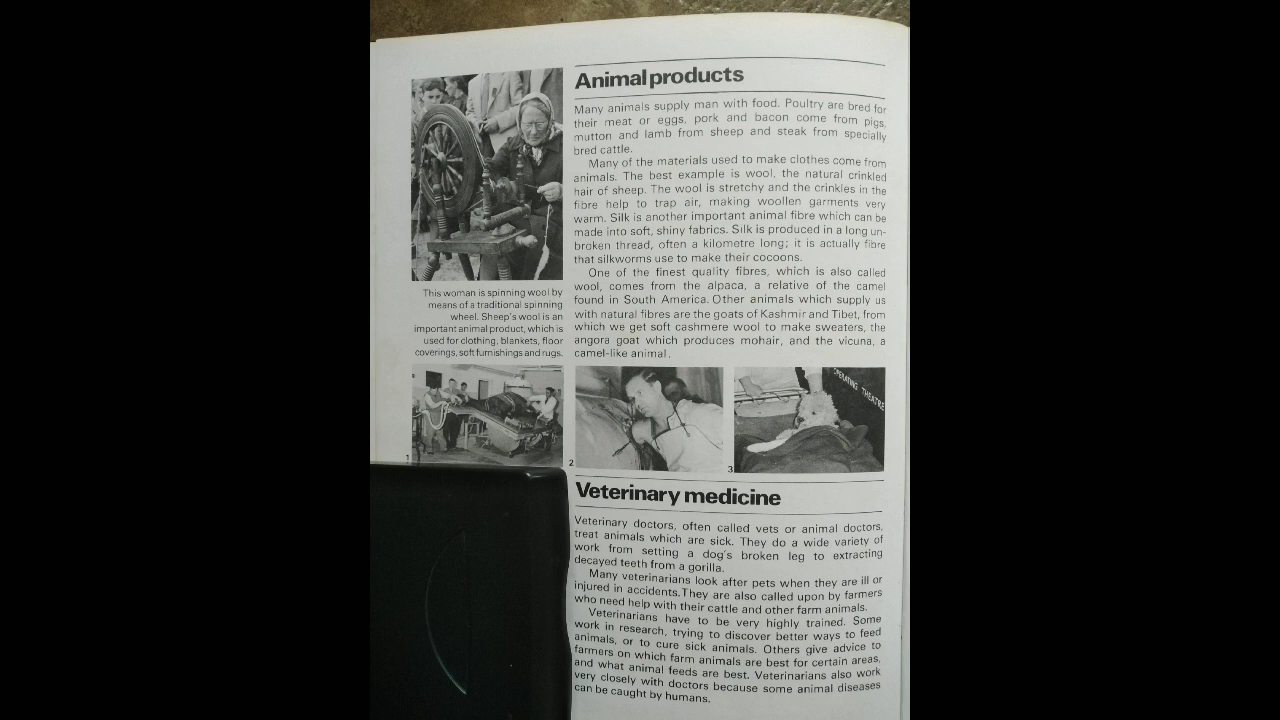 Animal products
Many animals supply man with food. Poultry are bred for
their meat or eggs, pork and bacon come from pigs,
mutton and lamb from sheep and steak from specially
bred cattle.
Many of the materials used to make clothes come from
animals. The best example is wool, the natural crinkled
hair of sheep. The wool is stretchy and the crinkles in the
fibre help to trap air, making woollen garments very
warm. Silk is another important animal fibre which can be
made into soft, shiny fabrics. Silk is produced in a long un-
broken thread, often a kilometre long; it is actually fibre
that silkworms use to make their cocoons.
One of the finest quality fibres, which is also called
wool, comes from the alpaca, a relative of the camel
found in South America. Other animals which supply us
with natural fibres are the goats of Kashmir and Tibet, from
which we get soft cashmere wool to make sweaters, the
angora goat which produces mohair, and the vicuna, a
camel-like animal.
This woman is spinning wool by
means of a traditional spinning
wheel. Sheep's wool is an
important animal product, which is
used for clothing, blankets, floor
coverings, soft furnishings and rugs.
1
2
3
OPERATING THEATRE
Veterinary medicine
Veterinary doctors, often called vets or animal doctors,
treat animals which are sick. They do a wide variety of
work from setting a dog's broken leg to extracting
decayed teeth from a gorilla.
Many veterinarians look after pets when they are ill or
injured in accidents. They are also called upon by farmers
who need help with their cattle and other farm animals.
Veterinarians have to be very highly trained. Some
work in research, trying to discover better ways to feed
animals, or to cure sick animals. Others give advice to
farmers on which farm animals are best for certain areas,
and what animal feeds are best. Veterinarians also work
very closely with doctors because some animal diseases
can be caught by humans.